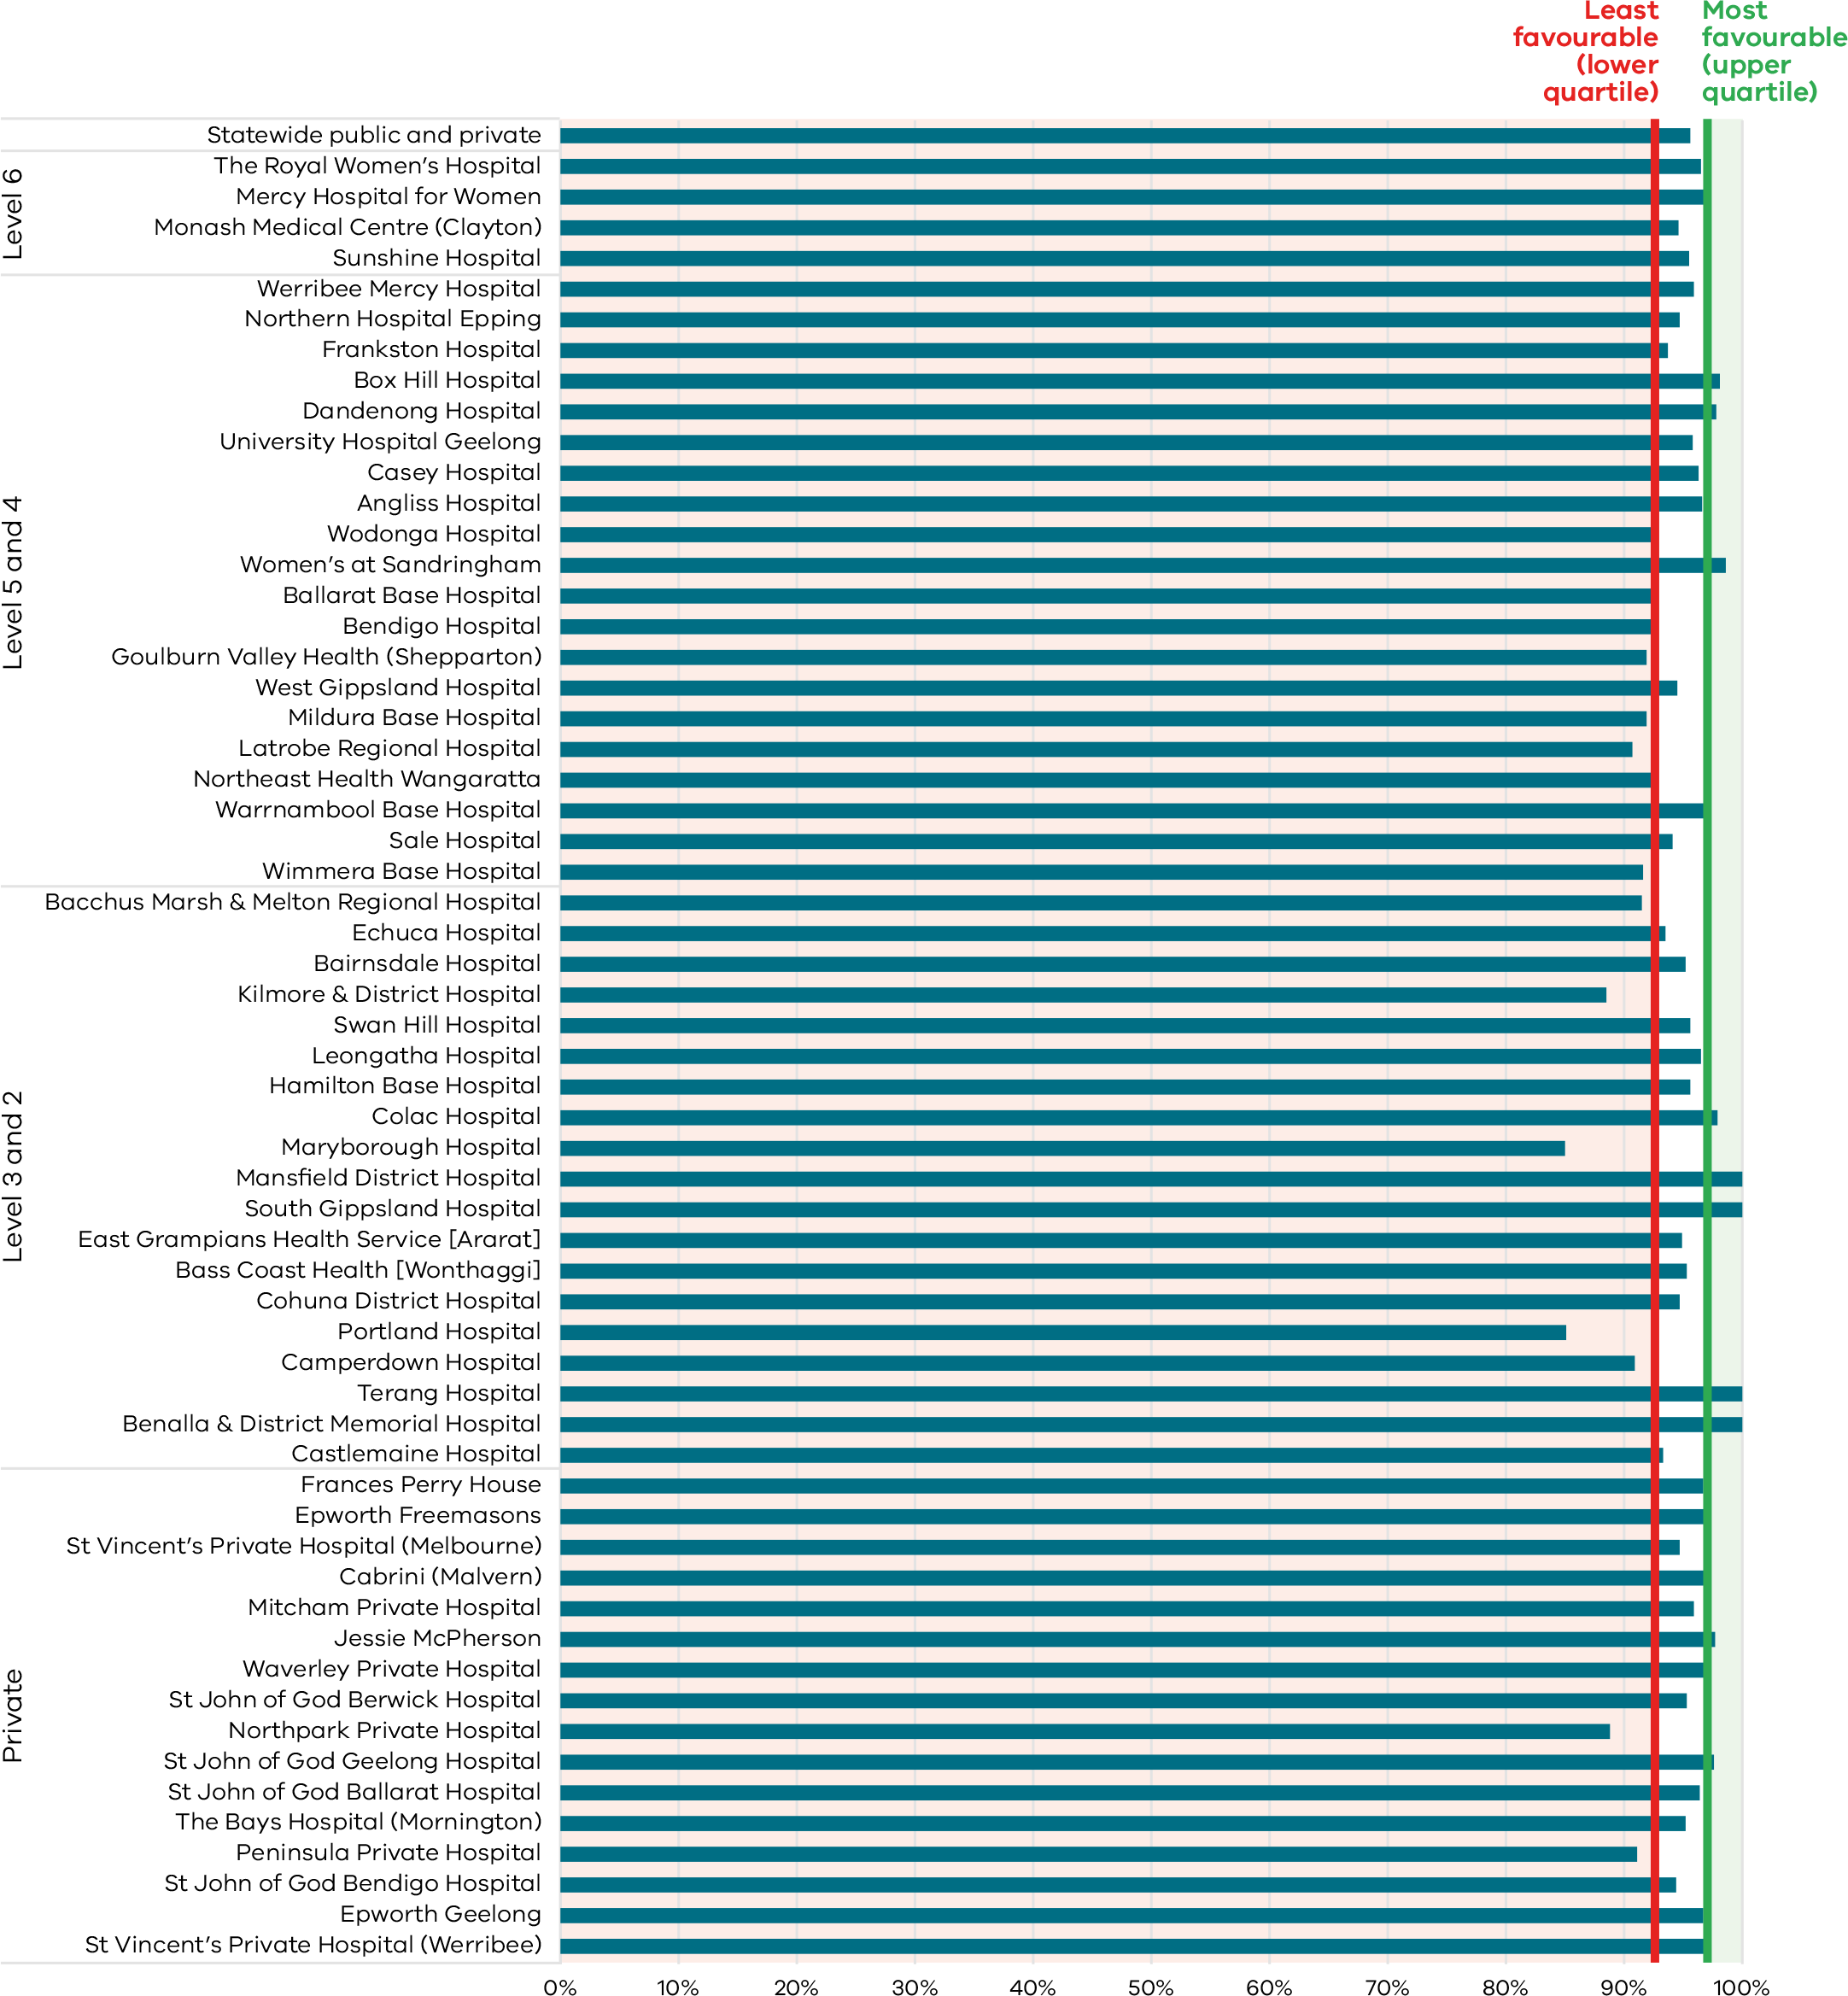 Least
favourable
(lower
quartile)
Most
favourable
(upper
quartile)
Statewide public and private
Level 6
The Royal Women’s Hospital
Mercy Hospital for Women
Monash Medical Centre (Clayton)
Sunshine Hospital
Level 5 and 4
Werribee Mercy Hospital
Northern Hospital Epping
Frankston Hospital
Box Hill Hospital
Dandenong Hospital
University Hospital Geelong
Casey Hospital
Angliss Hospital
Wodonga Hospital
Women’s at Sandringham
Ballarat Base Hospital
Bendigo Hospital
Goulburn Valley Health (Shepparton)
West Gippsland Hospital
Mildura Base Hospital
Latrobe Regional Hospital
Northeast Health Wangaratta
Warrnambool Base Hospital
Sale Hospital
Wimmera Base Hospital
Level 3 and 2
Bacchus Marsh & Melton Regional Hospital
Echuca Hospital
Bairnsdale Hospital
Kilmore & District Hospital
Swan Hill Hospital
Leongatha Hospital
Hamilton Base Hospital
Colac Hospital
Maryborough Hospital
Mansfield District Hospital
South Gippsland Hospital
East Grampians Health Service [Ararat]
Bass Coast Health [Wonthaggi]
Cohuna District Hospital
Portland Hospital
Camperdown Hospital
Terang Hospital
Benalla & District Memorial Hospital
Castlemaine Hospital
Private
Frances Perry House
Epworth Freemasons
St Vincent’s Private Hospital (Melbourne)
Cabrini (Malvern)
Mitcham Private Hospital
Jessie McPherson
Waverley Private Hospital
St John of God Berwick Hospital
Northpark Private Hospital
St John of God Geelong Hospital
St John of God Ballarat Hospital
The Bays Hospital (Mornington)
Peninsula Private Hospital
St John of God Bendigo Hospital
Epworth Geelong
St Vincent’s Private Hospital (Werribee)
0% 10% 20% 30% 40% 50% 60% 70% 80% 90% 100%